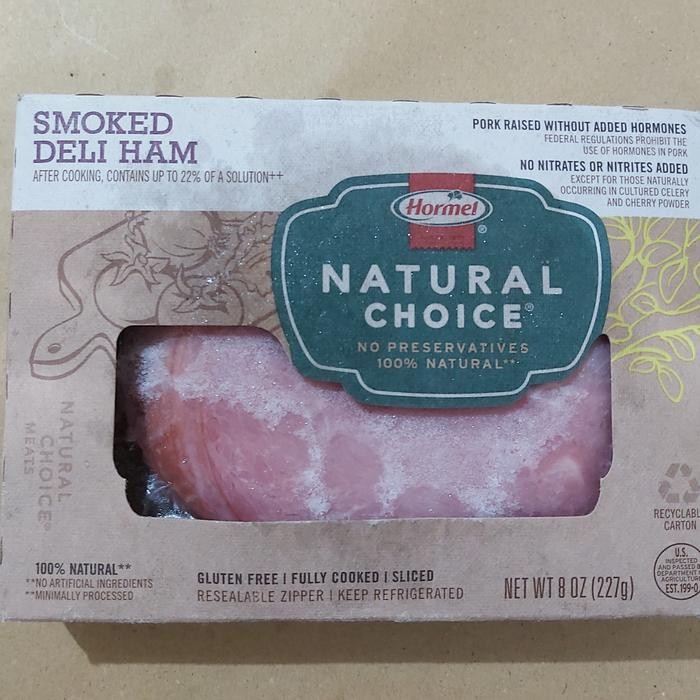 SMOKED
DELI HAM
AFTER COOKING, CONTAINS UP TO 22% OF A SOLUTION++
PORK RAISED WITHOUT ADDED HORMONES
FEDERAL REGULATIONS PROHIBIT THE
USE OF HORMONES IN PORK
NO NITRATES OR NITRITES ADDED
EXCEPT FOR THOSE NATURALLY
OCCURRING IN CULTURED CELERY
AND CHERRY POWDER
Hormel®
NATURAL
CHOICE®
NO PRESERVATIVES
100% NATURAL**
NATURAL
CHOICE®
MEATS
RECYCLABL
CARTON
100% NATURAL**
**NO ARTIFICIAL INGREDIENTS
**MINIMALLY PROCESSED
GLUTEN FREE | FULLY COOKED | SLICED
RESEALABLE ZIPPER | KEEP REFRIGERATED
NET WT 8 OZ (227g)
U.S.
INSPECTED
AND PASSED B
DEPARTMENT
AGRICULTUR
EST. 199-O